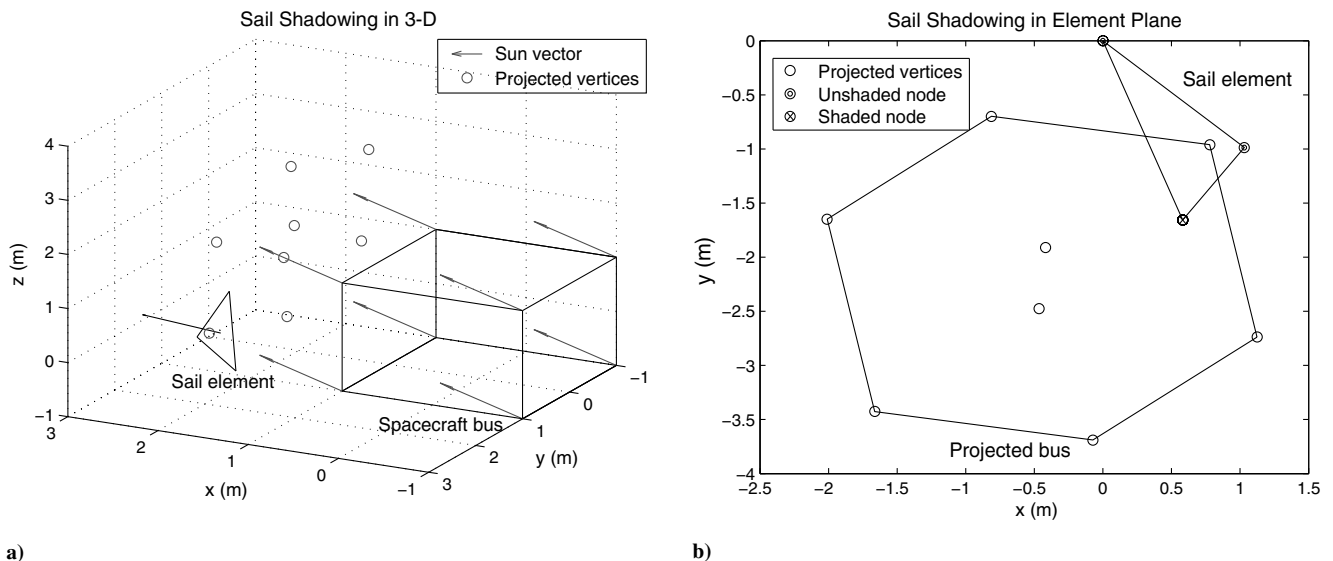 Sail Shadowing in 3-D
Sun vector
Projected vertices
4
3
2
1
0
−1
z (m)
3
2
1
0
−1
x (m)
3
2
1
0
−1
y (m)
Sail element
Spacecraft bus
a)
Sail Shadowing in Element Plane
Projected vertices
Unshaded node
Shaded node
Sail element
Projected bus
0
−0.5
−1
−1.5
−2
−2.5
−3
−3.5
−4
y (m)
−2.5
−2
−1.5
−1
−0.5
0
0.5
1
1.5
x (m)
b)